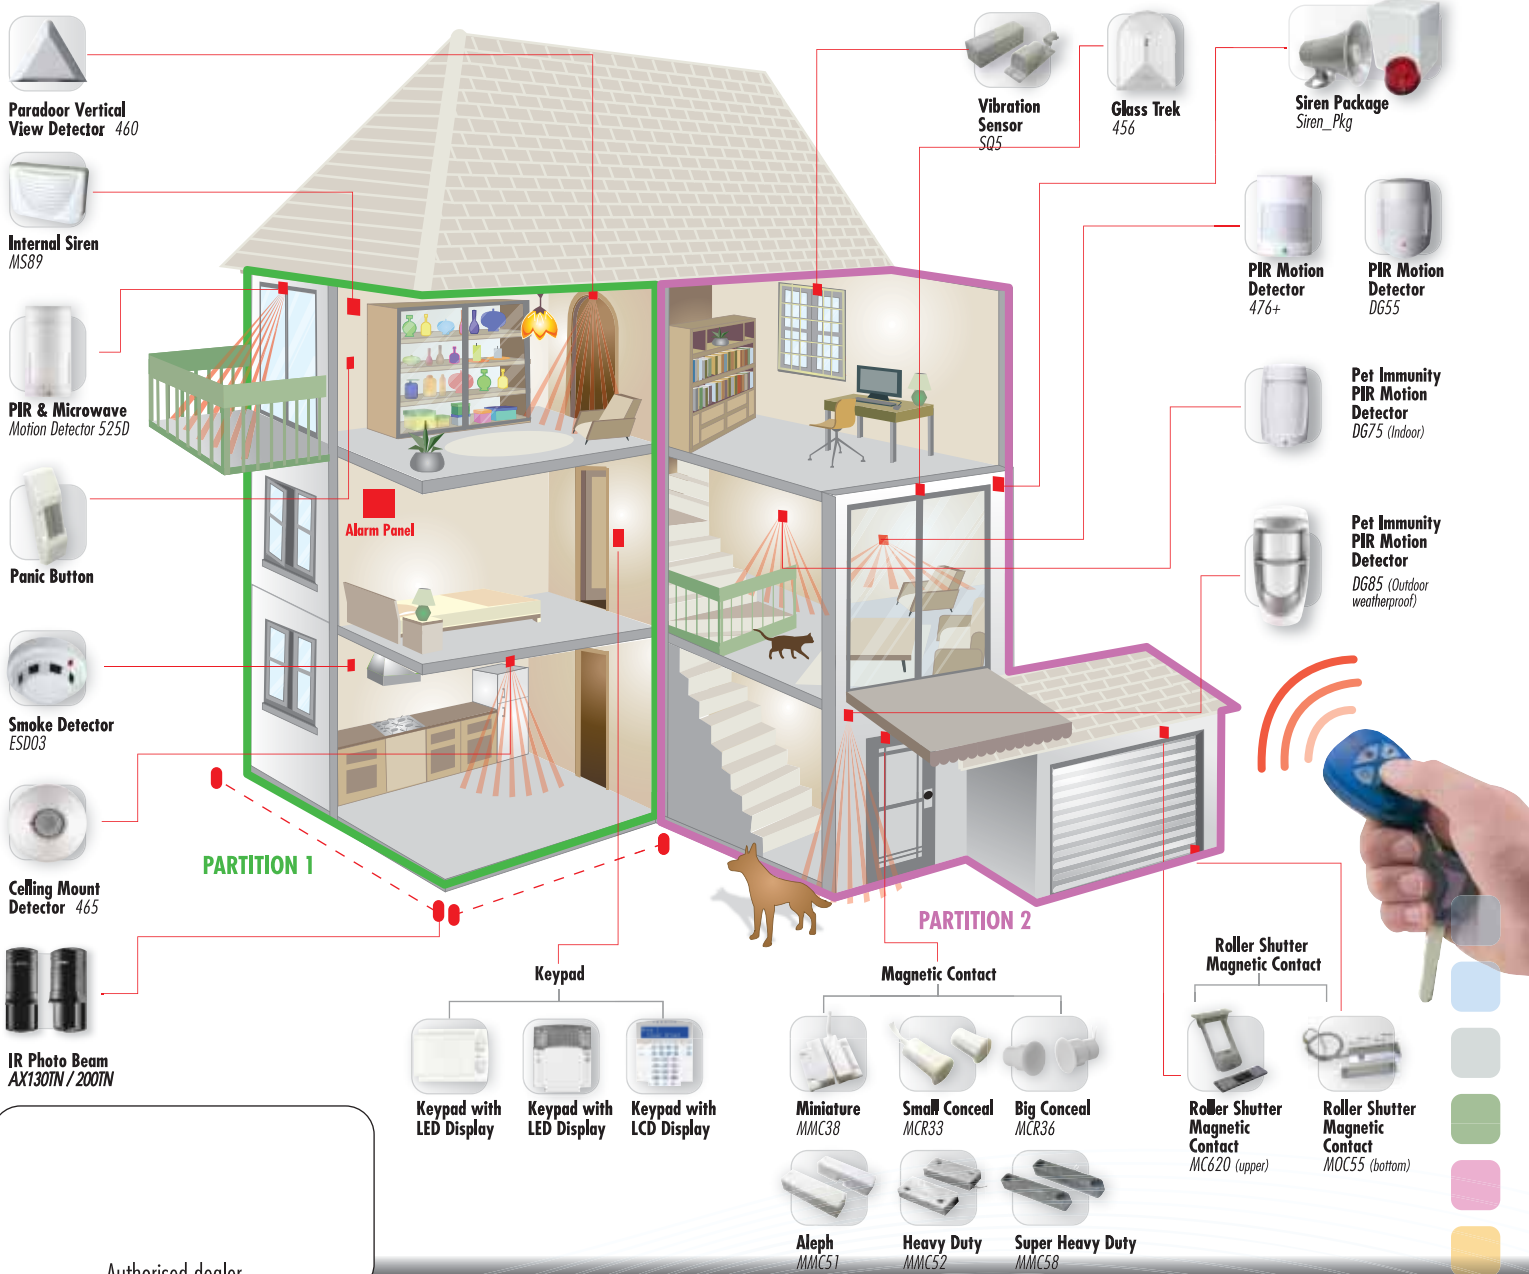 Paradoor Vertical
View Detector 460
Internal Siren
MS89
PIR & Microwave
Motion Detector 525D
Panic Button
Smoke Detector
ESD03
Ceiling Mount
Detector 465
IR Photo Beam
AX130TN / 200TN
Authorised dealer
Vibration
Sensor
SQ5
Glass Trek
456
Siren Package
Siren_Pkg
PIR Motion
Detector
476+
PIR Motion
Detector
DG55
Pet Immunity
PIR Motion
Detector
DG75 (Indoor)
Pet Immunity
PIR Motion
Detector
DG85 (Outdoor
weatherproof)
Alarm Panel
PARTITION 1
PARTITION 2
Keypad
Keypad with
LED Display
Keypad with
LED Display
Keypad with
LCD Display
Magnetic Contact
Miniature
MMC38
Small Conceal
MCR33
Big Conceal
MCR36
Aleph
MMC51
Heavy Duty
MMC52
Super Heavy Duty
MMC58
Roller Shutter
Magnetic Contact
Roller Shutter
Magnetic
Contact
MC620 (upper)
Roller Shutter
Magnetic
Contact
MOC55 (bottom)